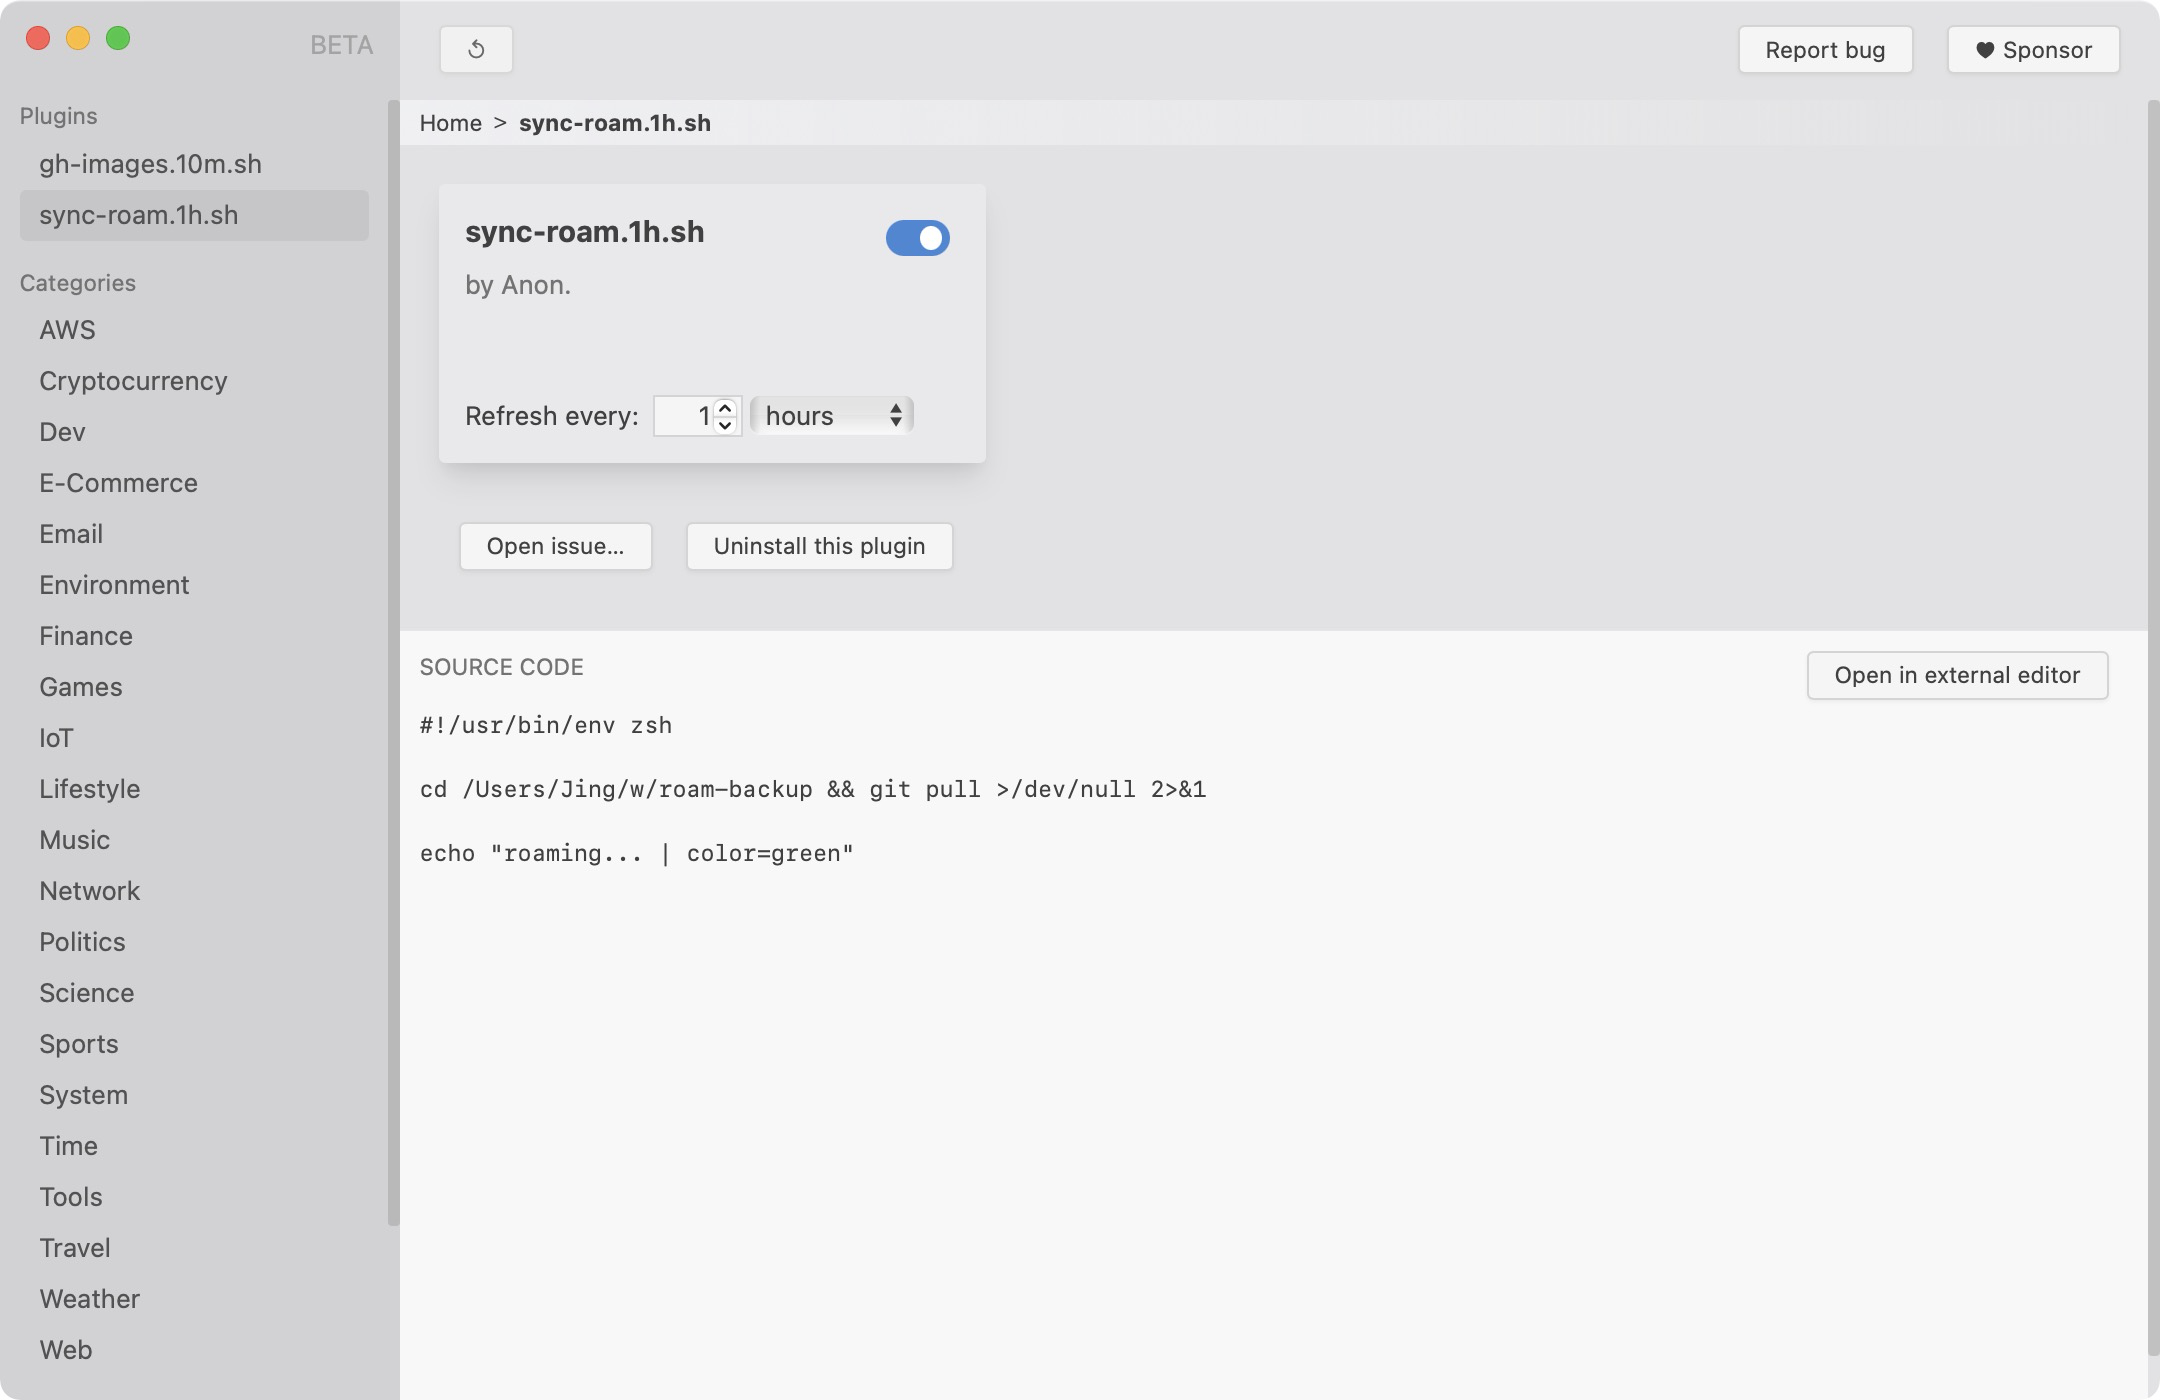 BETA
Plugins
gh-images.10m.sh
sync-roam.1h.sh
Categories
AWS
Cryptocurrency
Dev
E-Commerce
Email
Environment
Finance
Games
IoT
Lifestyle
Music
Network
Politics
Science
Sports
System
Time
Tools
Travel
Weather
Web
Report bug
Sponsor
Home > sync-roam.1h.sh
sync-roam.1h.sh
by Anon.
Refresh every: 1 hours
Open issue...
Uninstall this plugin
SOURCE CODE
Open in external editor
#!/usr/bin/env zsh
cd /Users/Jing/w/roam-backup && git pull >/dev/null 2>&1
echo "roaming... | color=green"